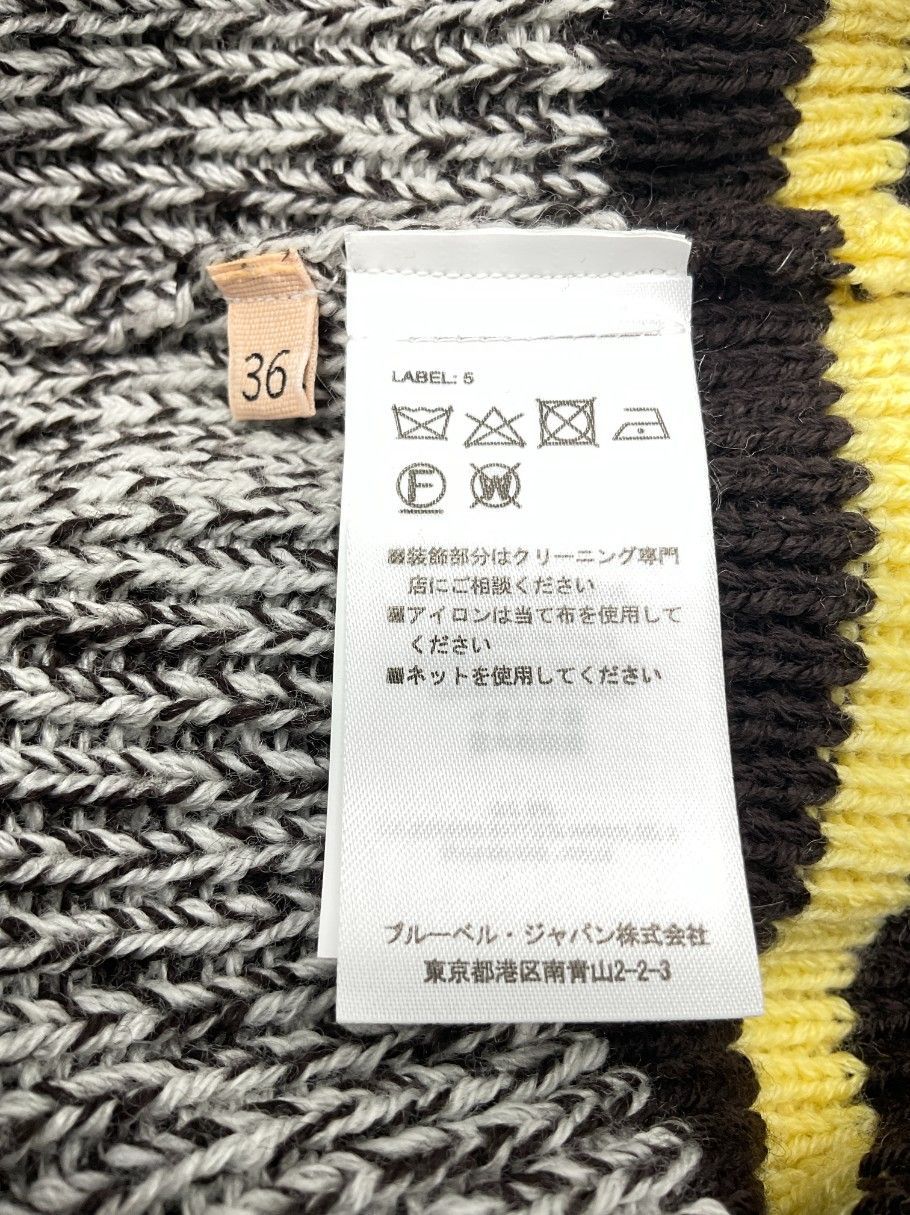 36
LABEL: 5
F
W
■装飾部分はクリーニング専門
店にご相談ください
■アイロンは当て布を使用して
ください
■ネットを使用してください
ブルーベル・ジャパン株式会社
東京都港区南青山2-2-3